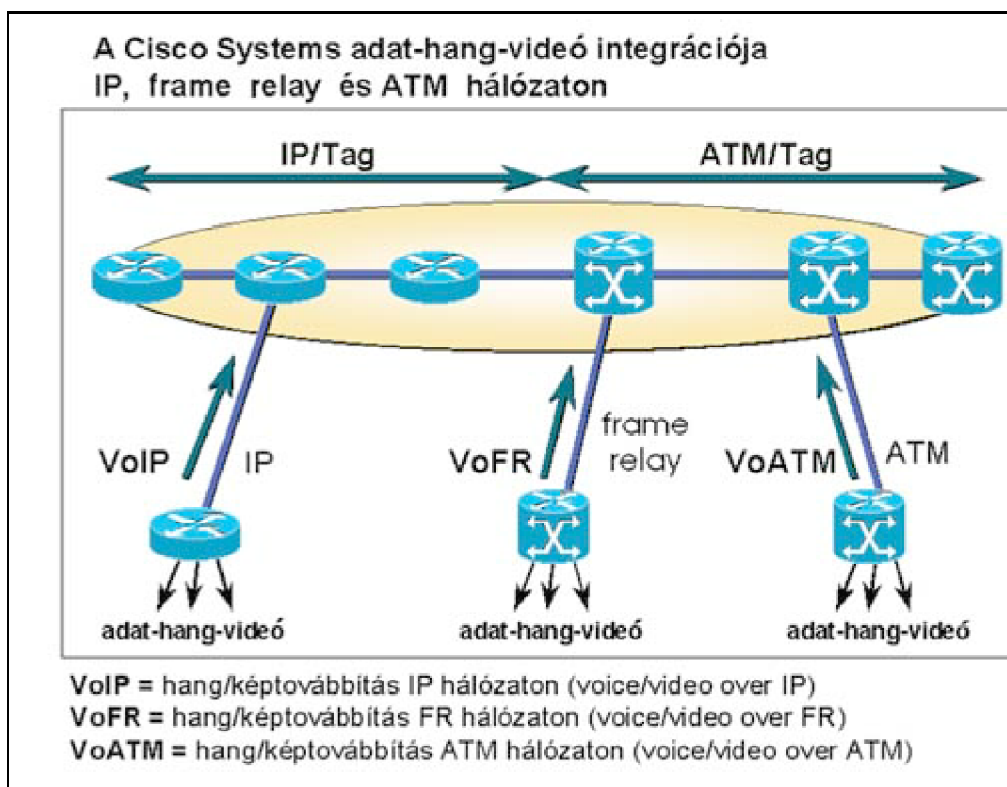 A Cisco Systems adat-hang-videó integrációja
IP, frame relay és ATM hálózaton
IP/Tag
ATM/Tag
VoIP
IP
VoFR
frame
relay
VoATM
ATM
adat-hang-videó
adat-hang-videó
adat-hang-videó
VoIP = hang/képtovábbítás IP hálózaton (voice/video over IP)
VoFR = hang/képtovábbítás FR hálózaton (voice/video over FR)
VoATM = hang/képtovábbítás ATM hálózaton (voice/video over ATM)